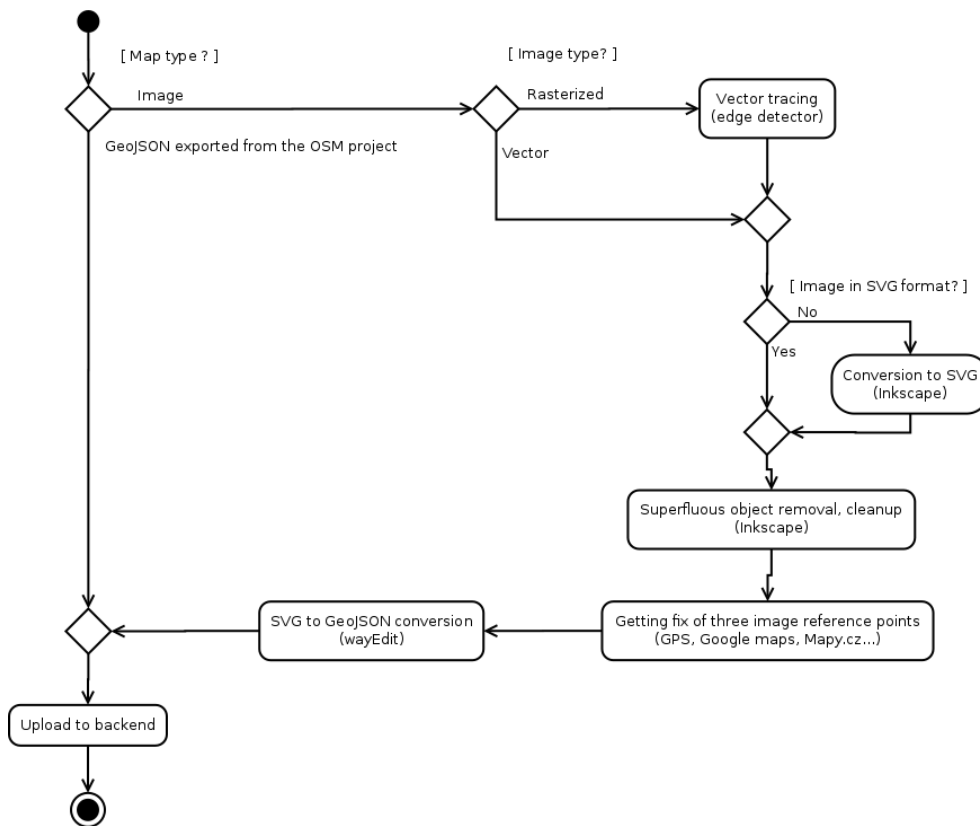 [ Map type ? ]
[ Image type? ]
Image
Rasterized
Vector tracing
(edge detector)
GeoJSON exported from the OSM project
Vector
[ Image in SVG format? ]
No
Yes
Conversion to SVG
(Inkscape)
Superfluous object removal, cleanup
(Inkscape)
SVG to GeoJSON conversion
(wayEdit)
Getting fix of three image reference points
(GPS, Google maps, Mapy.cz...)
Upload to backend